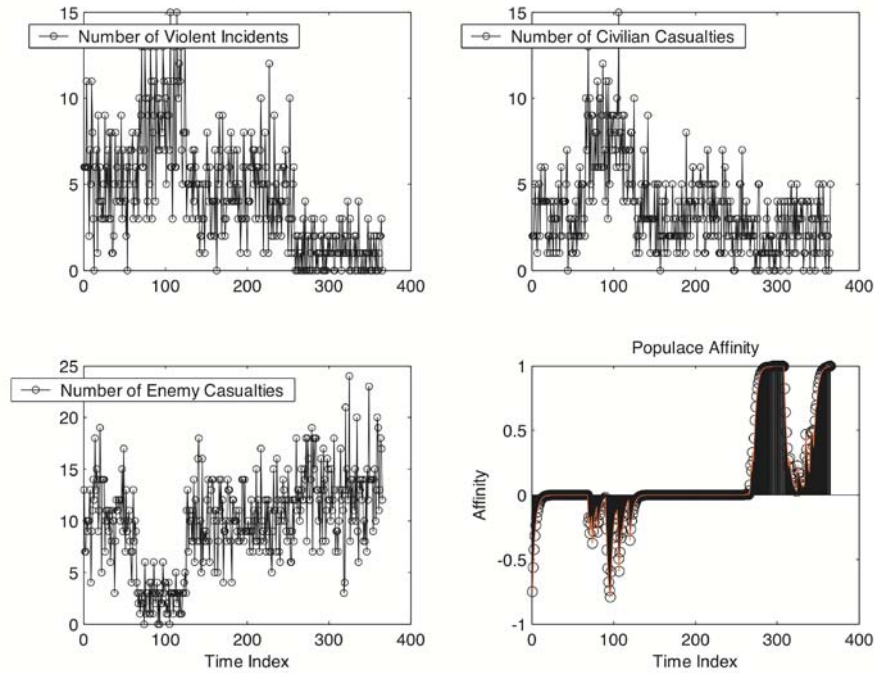 15
Number of Violent Incidents
10
5
0
0 100 200 300 400
15
Number of Civilian Casualties
10
5
0
0 100 200 300 400
25
Number of Enemy Casualties
20
15
10
5
0
0 100 200 300 400
Time Index
Populace Affinity
1
0.5
0
-0.5
-1
Affinity
0 100 200 300 400
Time Index